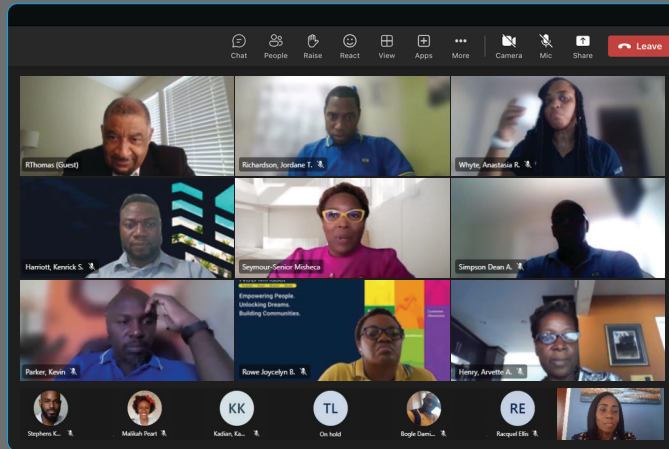 Chat People Raise React View Apps More Camera Mic Share Leave
RThomas (Guest) Richardson, Jordane T. Whyte, Anastasia R.
Harriott, Kenrick S. Seymour-Senior Misheca Simpson Dean A.
Empowering People.
Unlocking Dreams.
Building Communities.
Parker, Kevin Rowe Joycelyn B. Henry, Arvette A.
KK TL RE
Stephens K... Malikah Peart Kadian, Ka... On hold Bogle Dami... Racquel Ellis